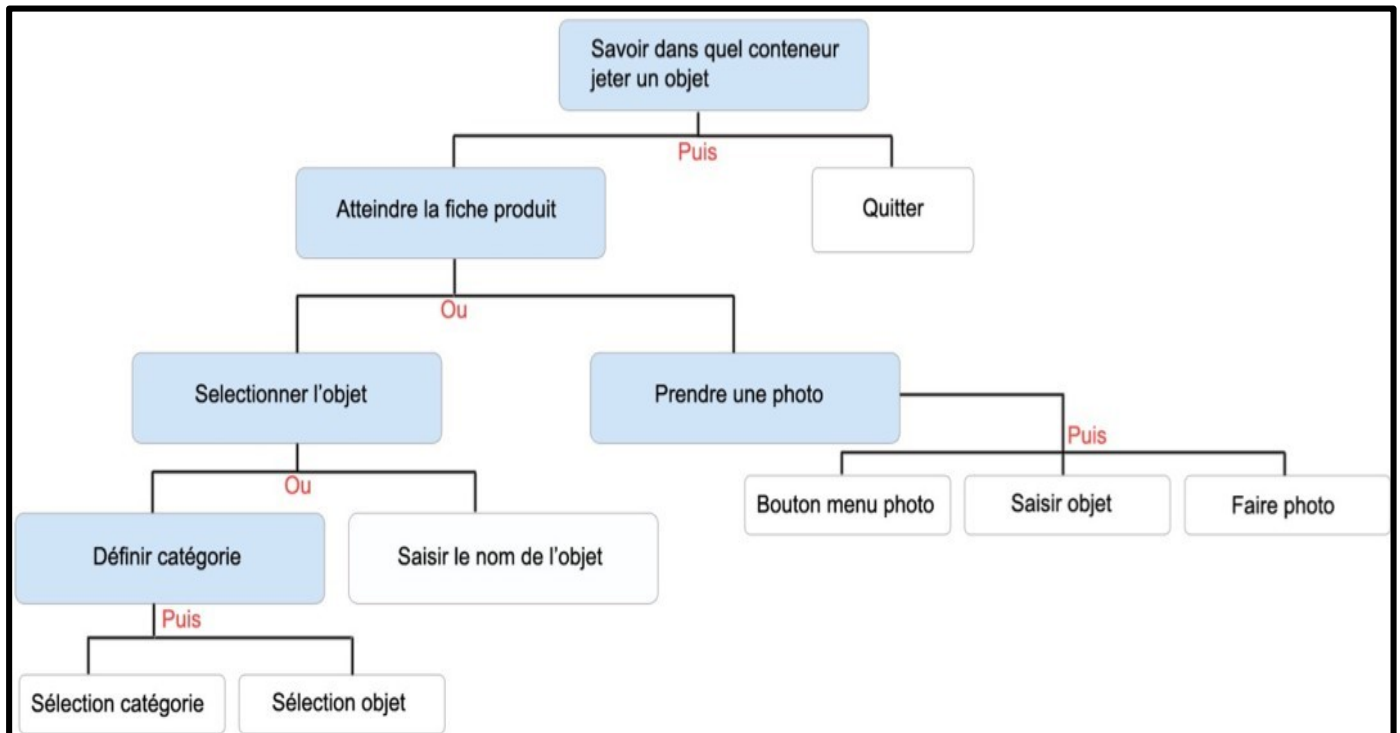 Savoir dans quel conteneur
jeter un objet
Puis
Atteindre la fiche produit
Quitter
Ou
Selectionner l'objet
Prendre une photo
Puis
Ou
Bouton menu photo
Saisir objet
Faire photo
Définir catégorie
Saisir le nom de l'objet
Puis
Sélection catégorie
Sélection objet